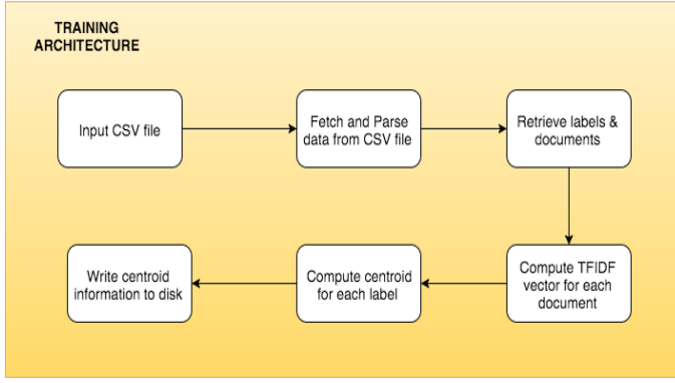 TRAINING
ARCHITECTURE
Input CSV file
Fetch and Parse
data from CSV file
Retrieve labels &
documents
Compute TFIDF
vector for each
document
Compute centroid
for each label
Write centroid
information to disk